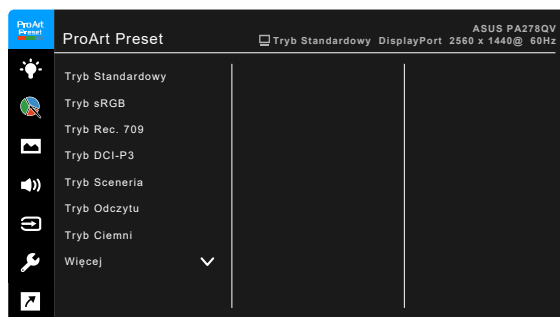 ProArt
Preset
ProArt Preset
ASUS PA278QV
Tryb Standardowy DisplayPort 2560 x 1440@ 60Hz
Tryb Standardowy
Tryb sRGB
Tryb Rec. 709
Tryb DCI-P3
Tryb Sceneria
Tryb Odczytu
Tryb Ciemni
Więcej